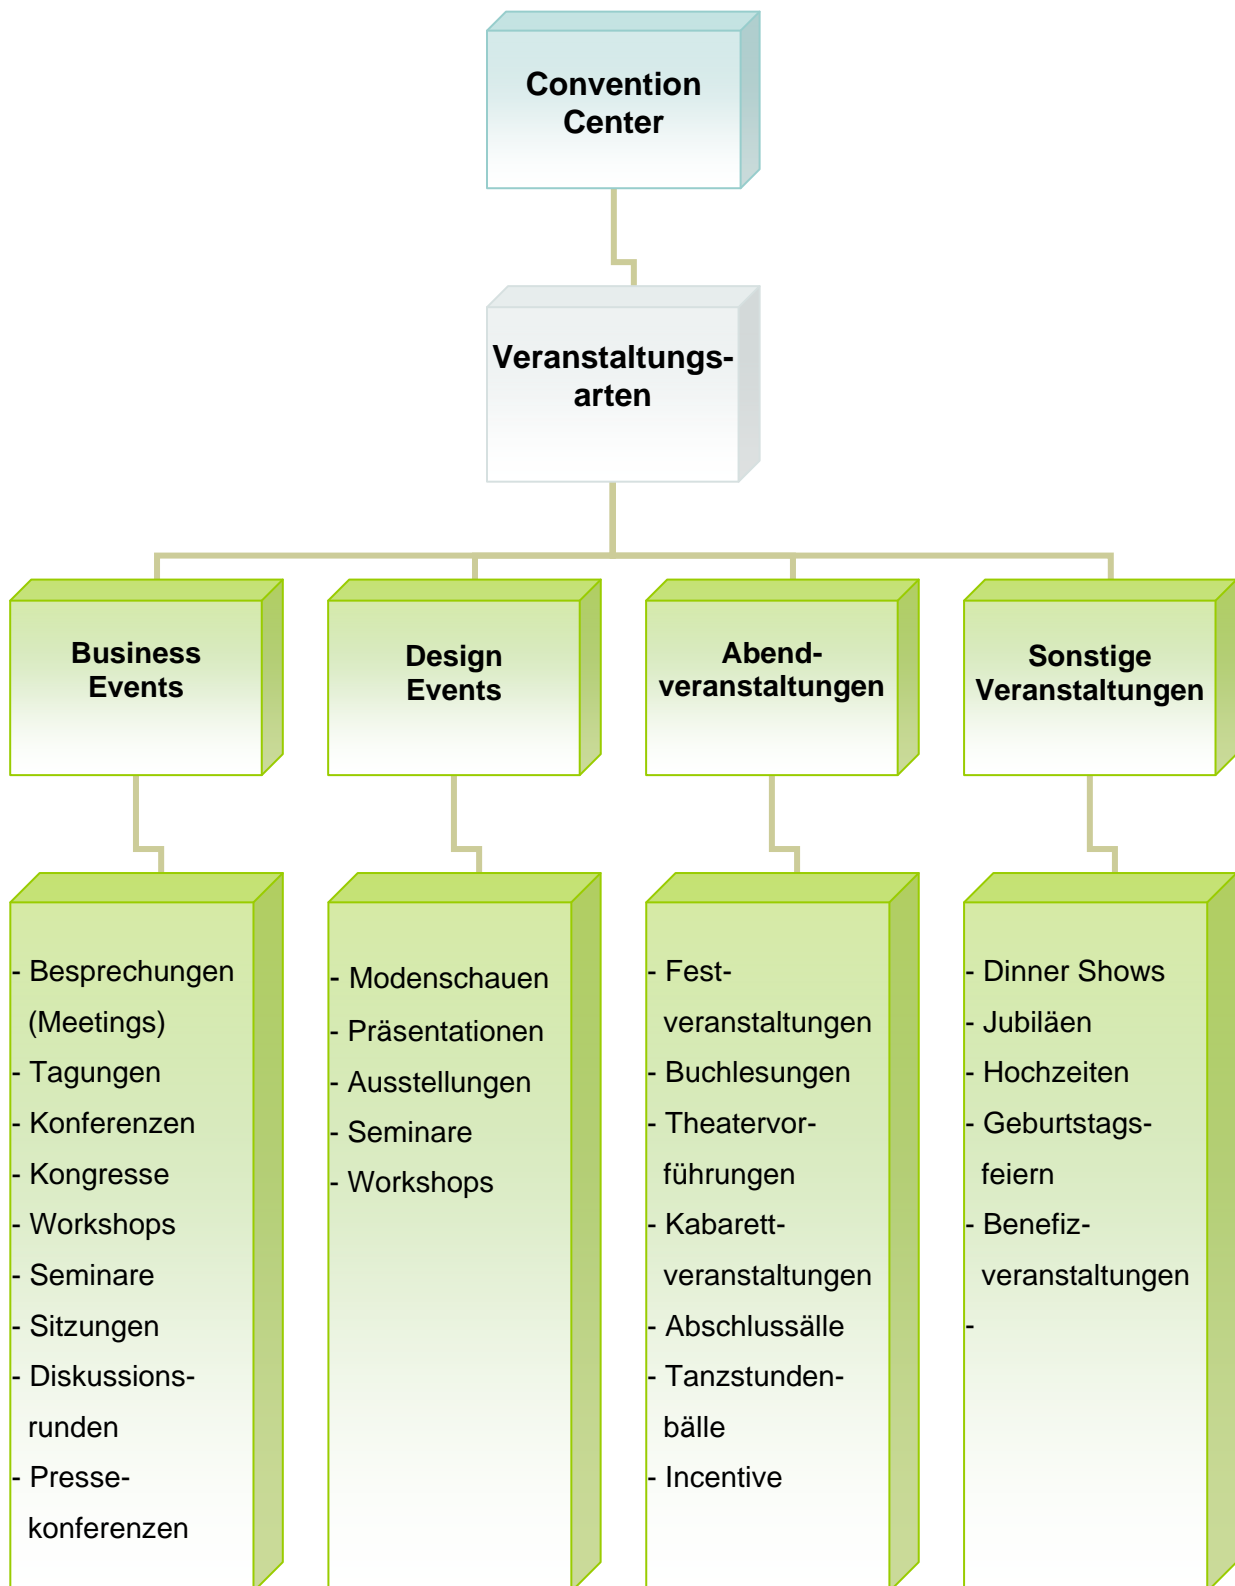 Convention
Center
Veranstaltungs-
arten
Business
Events
Design
Events
Abend-
veranstaltungen
Sonstige
Veranstaltungen
- Besprechungen
(Meetings)
- Tagungen
- Konferenzen
- Kongresse
- Workshops
- Seminare
- Sitzungen
- Diskussions-
runden
- Presse-
konferenzen
- Modenschauen
- Präsentationen
- Ausstellungen
- Seminare
- Workshops
- Fest-
veranstaltungen
- Buchlesungen
- Theatervor-
führungen
- Kabarett-
veranstaltungen
- Abschlussälle
- Tanzstunden-
bälle
- Incentive
- Dinner Shows
- Jubiläen
- Hochzeiten
- Geburtstags-
feiern
- Benefiz-
veranstaltungen
-